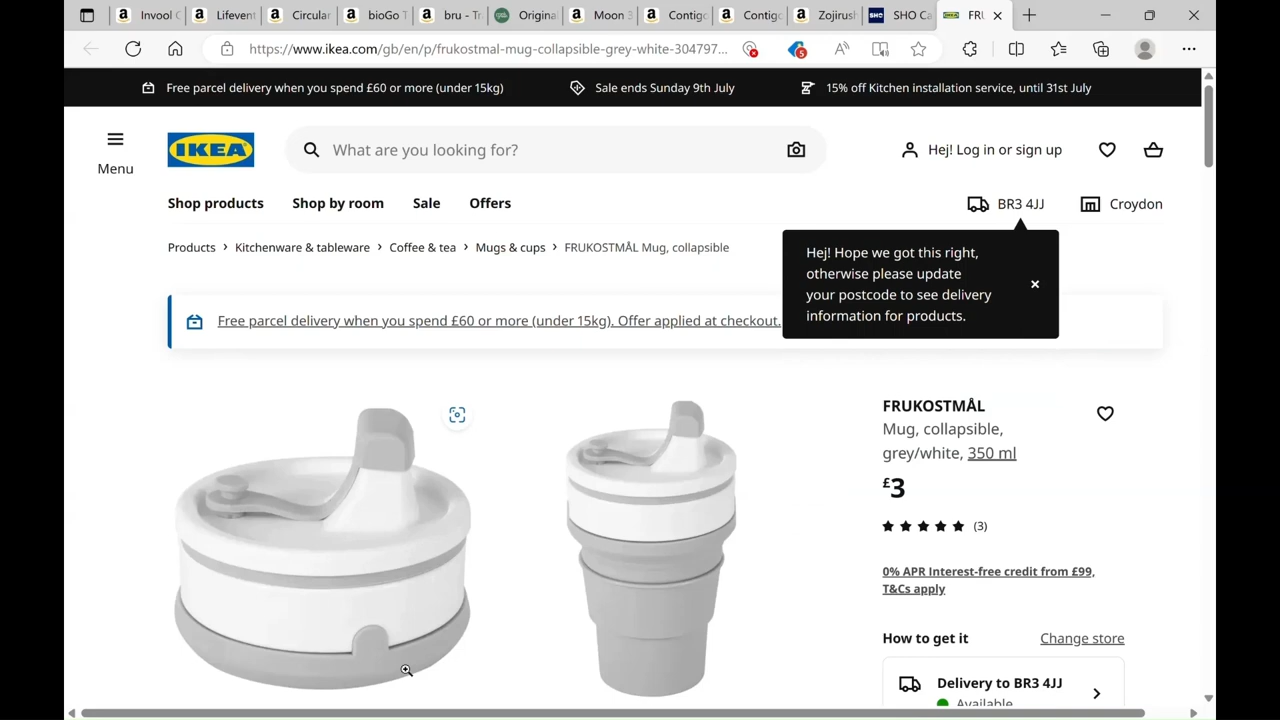 Invool C
Lifevent
Circular
bioGo T
bru - Tr
Origina
Moon 3
Contigo
Contigo
Zojirush
SHO
SHO Ca
FRU
https://www.ikea.com/gb/en/p/frukostmal-mug-collapsible-grey-white-304797...
5
Free parcel delivery when you spend £60 or more (under 15kg)
Sale ends Sunday 9th July
15% off Kitchen installation service, until 31st July
Menu
IKEA
What are you looking for?
Hej! Log in or sign up
Shop products
Shop by room
Sale
Offers
BR3 4JJ
Croydon
Products > Kitchenware & tableware > Coffee & tea > Mugs & cups > FRUKOSTMÅL Mug, collapsible
Hej! Hope we got this right,
otherwise please update
your postcode to see delivery
information for products.
Free parcel delivery when you spend £60 or more (under 15kg). Offer applied at checkout.
FRUKOSTMÅL
Mug, collapsible,
grey/white, 350 ml
£3
(3)
0% APR Interest-free credit from £99,
T&Cs apply
How to get it
Change store
Delivery to BR3 4JJ
Available